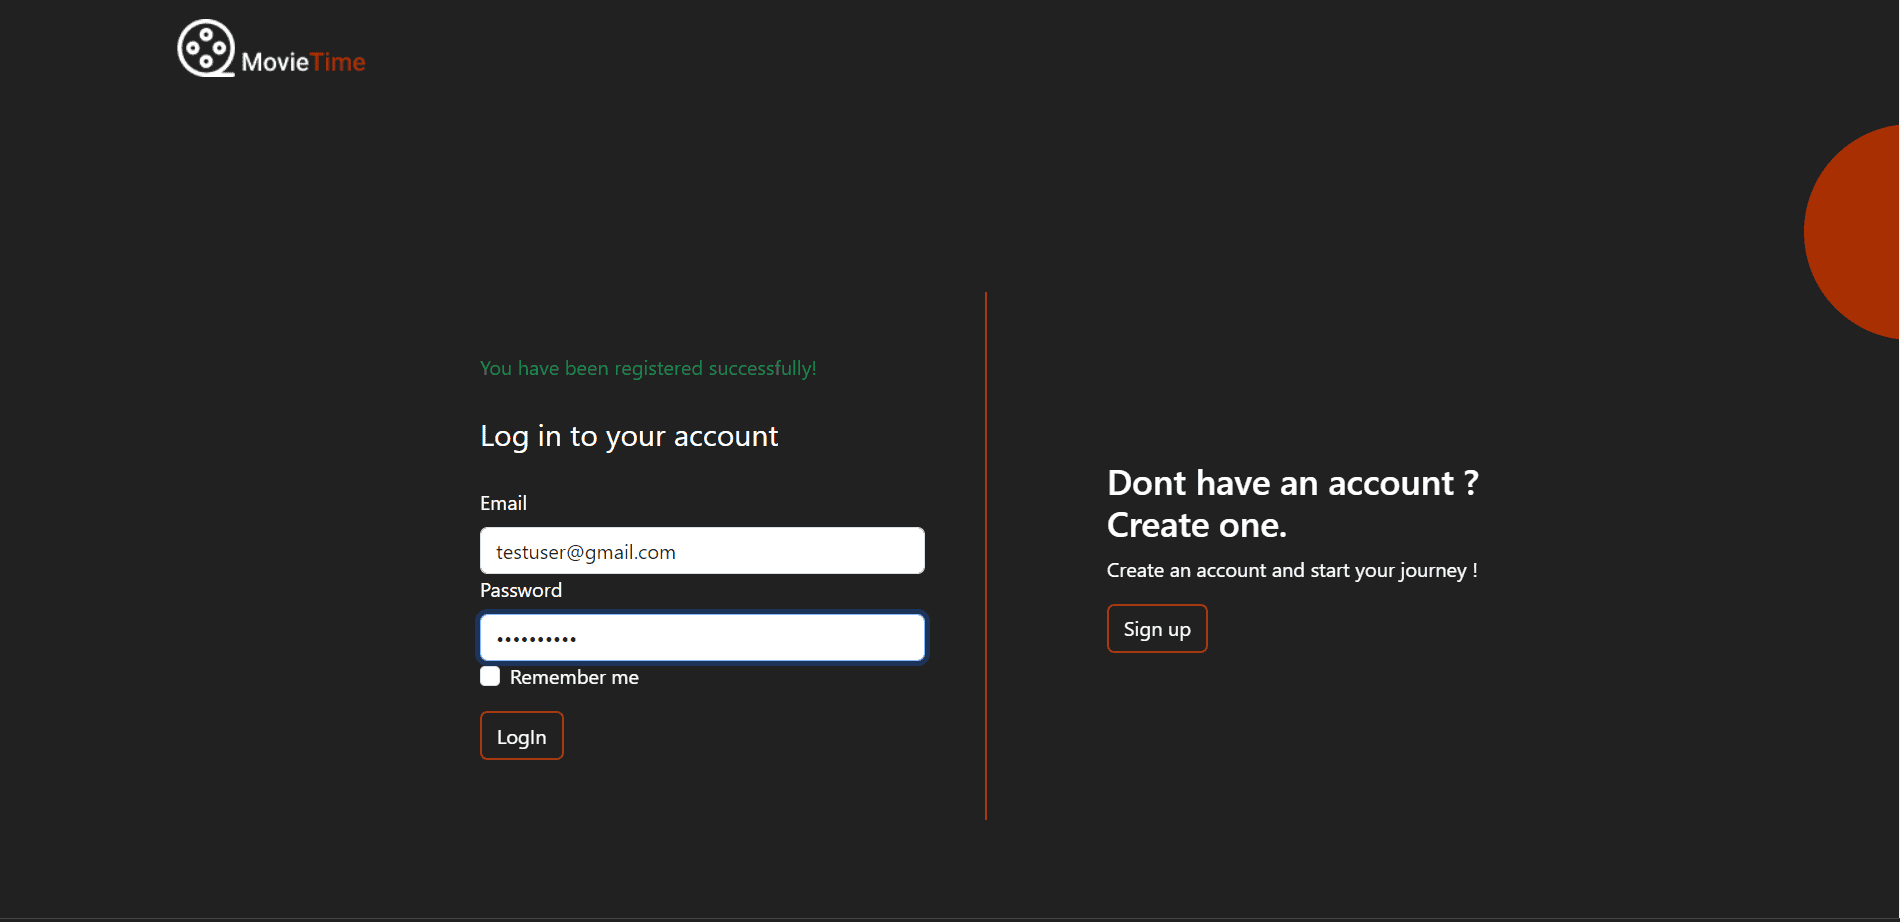 MovieTime
You have been registered successfully!
Log in to your account
Email
testuser@gmail.com
Password
••••••••••
Remember me
LogIn
Dont have an account ?
Create one.
Create an account and start your journey !
Sign up